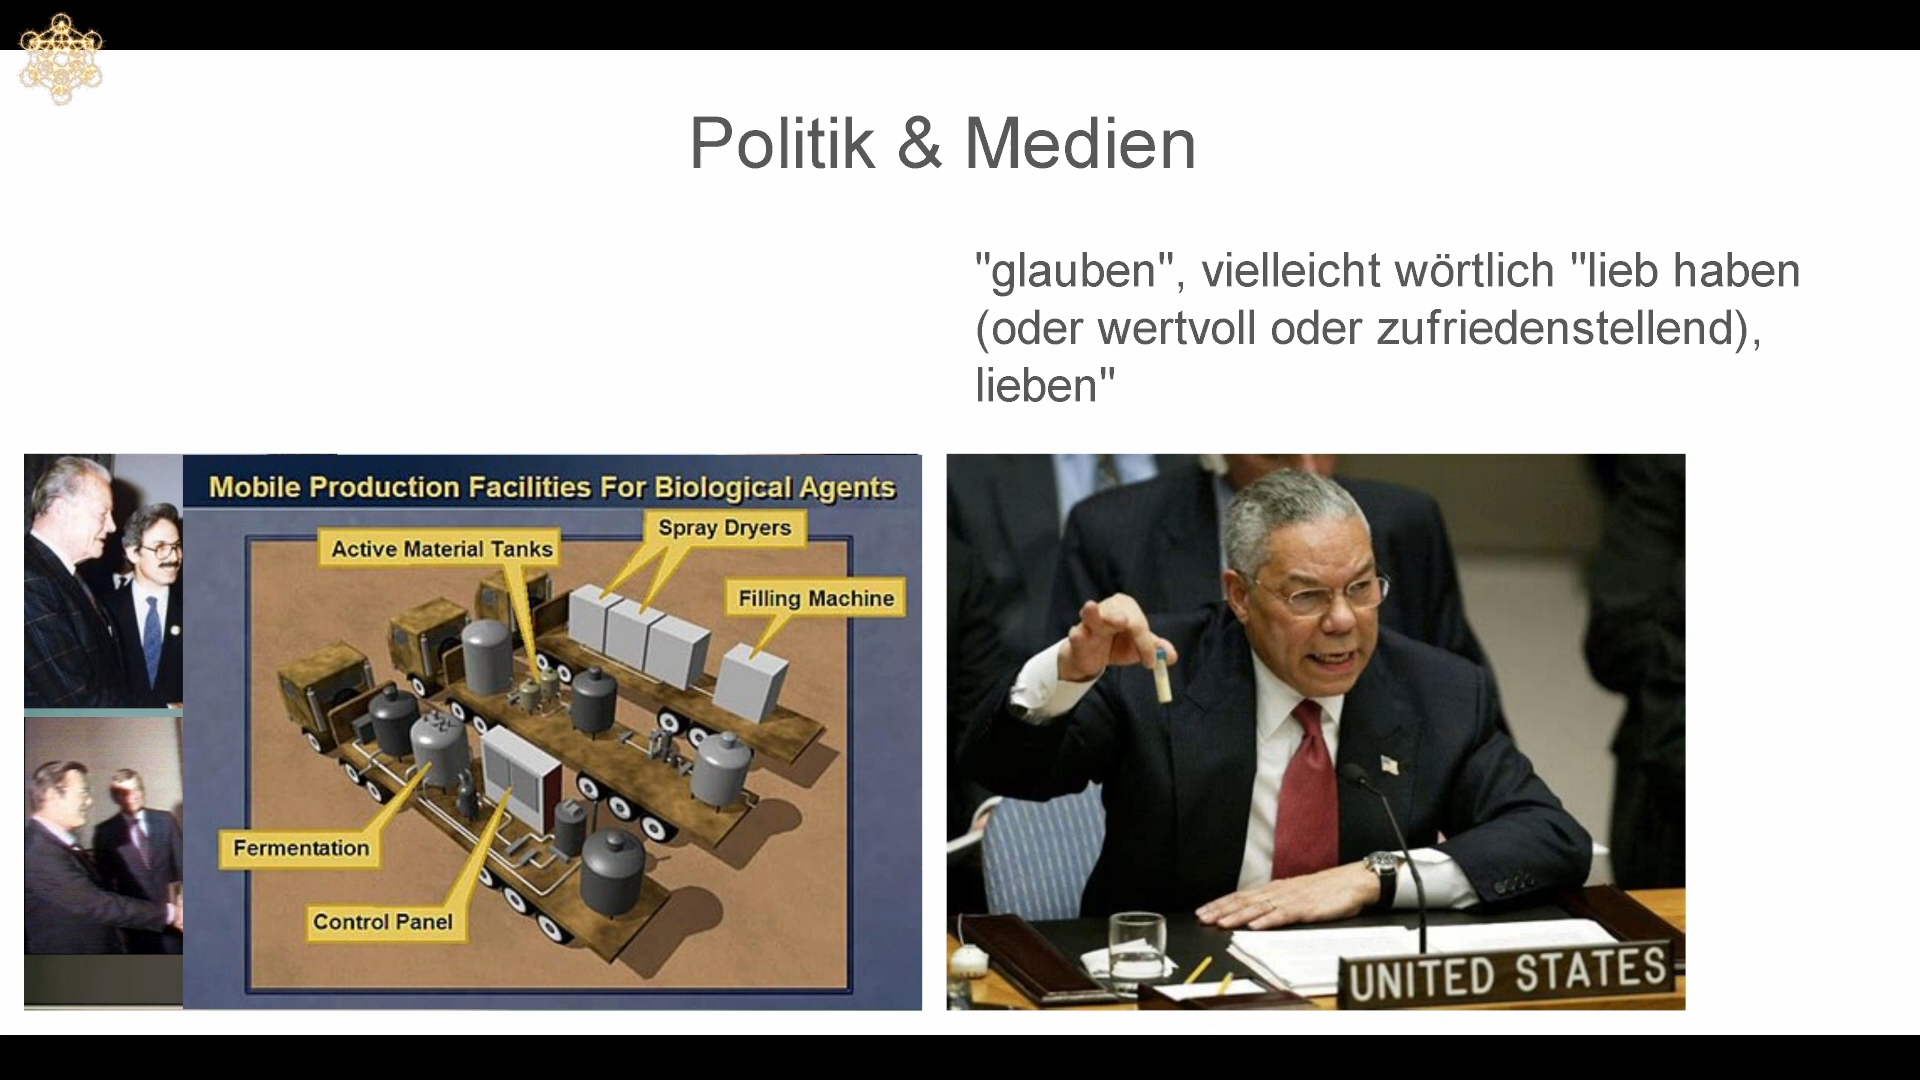 Politik & Medien
"glauben", vielleicht wörtlich "lieb haben
(oder wertvoll oder zufriedenstellend),
lieben"
Mobile Production Facilities For Biological Agents
Spray Dryers
Active Material Tanks
Filling Machine
Fermentation
Control Panel
UNITED STATES